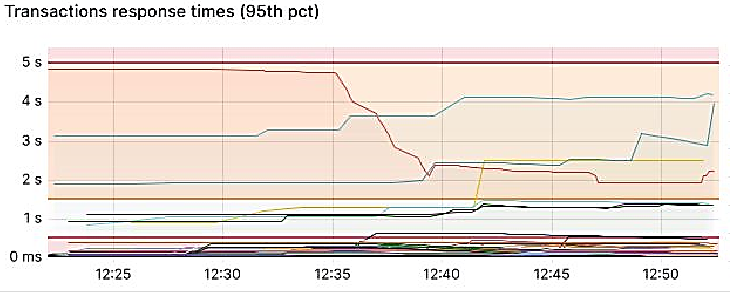 Transactions response times (95th pct)
5 s
4 s
3 s
2 s
1 s
0 ms
12:25 12:30 12:35 12:40 12:45 12:50